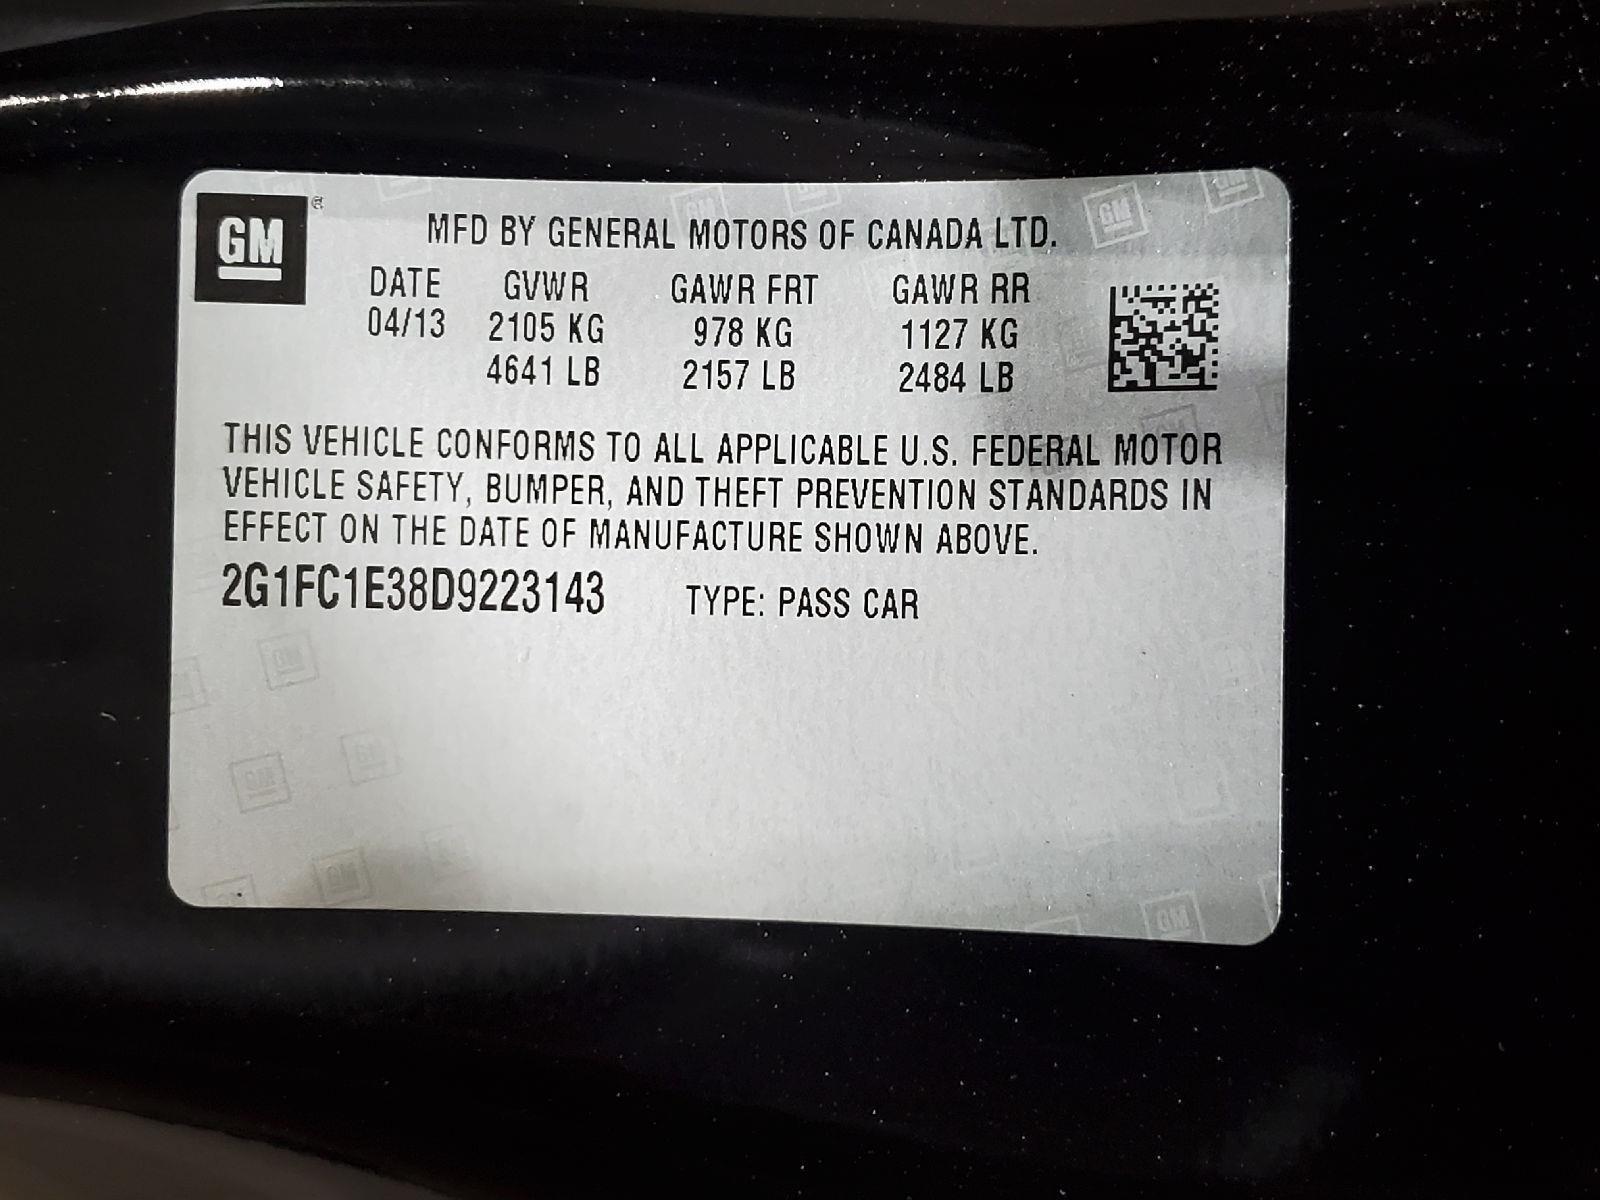 GM ®
MFD BY GENERAL MOTORS OF CANADA LTD.
DATE GVWR GAWR FRT GAWR RR
04/13 2105 KG 978 KG 1127 KG
4641 LB 2157 LB 2484 LB
THIS VEHICLE CONFORMS TO ALL APPLICABLE U.S. FEDERAL MOTOR
VEHICLE SAFETY, BUMPER, AND THEFT PREVENTION STANDARDS IN
EFFECT ON THE DATE OF MANUFACTURE SHOWN ABOVE.
2G1FC1E38D9223143 TYPE: PASS CAR